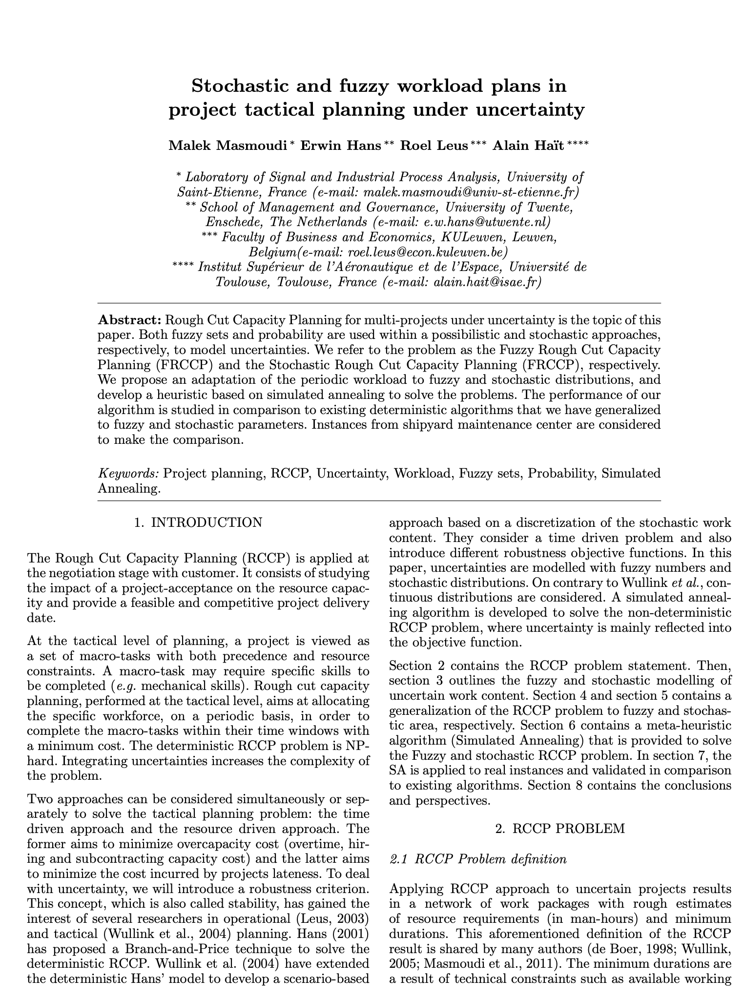 Stochastic and fuzzy workload plans in
project tactical planning under uncertainty
Malek Masmoudi * Erwin Hans ** Roel Leus *** Alain Haït ****
* Laboratory of Signal and Industrial Process Analysis, University of
Saint-Etienne, France (e-mail: malek.masmoudi@univ-st-etienne.fr)
** School of Management and Governance, University of Twente,
Enschede, The Netherlands (e-mail: e.w.hans@utwente.nl)
*** Faculty of Business and Economics, KULeuven, Leuven,
Belgium(e-mail: roel.leus@econ.kuleuven.be)
**** Institut Supérieur de l'Aéronautique et de l'Espace, Université de
Toulouse, Toulouse, France (e-mail: alain.hait@isae.fr)
Abstract: Rough Cut Capacity Planning for multi-projects under uncertainty is the topic of this
paper. Both fuzzy sets and probability are used within a possibilistic and stochastic approaches,
respectively, to model uncertainties. We refer to the problem as the Fuzzy Rough Cut Capacity
Planning (FRCCP) and the Stochastic Rough Cut Capacity Planning (FRCCP), respectively.
We propose an adaptation of the periodic workload to fuzzy and stochastic distributions, and
develop a heuristic based on simulated annealing to solve the problems. The performance of our
algorithm is studied in comparison to existing deterministic algorithms that we have generalized
to fuzzy and stochastic parameters. Instances from shipyard maintenance center are considered
to make the comparison.
Keywords: Project planning, RCCP, Uncertainty, Workload, Fuzzy sets, Probability, Simulated
Annealing.
1. INTRODUCTION
The Rough Cut Capacity Planning (RCCP) is applied at
the negotiation stage with customer. It consists of studying
the impact of a project-acceptance on the resource capac-
ity and provide a feasible and competitive project delivery
date.
At the tactical level of planning, a project is viewed as
a set of macro-tasks with both precedence and resource
constraints. A macro-task may require specific skills to
be completed (e.g. mechanical skills). Rough cut capacity
planning, performed at the tactical level, aims at allocating
the specific workforce, on a periodic basis, in order to
complete the macro-tasks within their time windows with
a minimum cost. The deterministic RCCP problem is NP-
hard. Integrating uncertainties increases the complexity of
the problem.
Two approaches can be considered simultaneously or sep-
arately to solve the tactical planning problem: the time
driven approach and the resource driven approach. The
former aims to minimize overcapacity cost (overtime, hir-
ing and subcontracting capacity cost) and the latter aims
to minimize the cost incurred by projects lateness. To deal
with uncertainty, we will introduce a robustness criterion.
This concept, which is also called stability, has gained the
interest of several researchers in operational (Leus, 2003)
and tactical (Wullink et al., 2004) planning. Hans (2001)
has proposed a Branch-and-Price technique to solve the
deterministic RCCP. Wullink et al. (2004) have extended
the deterministic Hans' model to develop a scenario-based
approach based on a discretization of the stochastic work
content. They consider a time driven problem and also
introduce different robustness objective functions. In this
paper, uncertainties are modelled with fuzzy numbers and
stochastic distributions. On contrary to Wullink et al., con-
tinuous distributions are considered. A simulated anneal-
ing algorithm is developed to solve the non-deterministic
RCCP problem, where uncertainty is mainly reflected into
the objective function.
Section 2 contains the RCCP problem statement. Then,
section 3 outlines the fuzzy and stochastic modelling of
uncertain work content. Section 4 and section 5 contains a
generalization of the RCCP problem to fuzzy and stochas-
tic area, respectively. Section 6 contains a meta-heuristic
algorithm (Simulated Annealing) that is provided to solve
the Fuzzy and stochastic RCCP problem. In section 7, the
SA is applied to real instances and validated in comparison
to existing algorithms. Section 8 contains the conclusions
and perspectives.
2. RCCP PROBLEM
2.1 RCCP Problem definition
Applying RCCP approach to uncertain projects results
in a network of work packages with rough estimates
of resource requirements (in man-hours) and minimum
durations. This aforementioned definition of the RCCP
result is shared by many authors (de Boer, 1998; Wullink,
2005; Masmoudi et al., 2011). The minimum durations are
a result of technical constraints such as available working